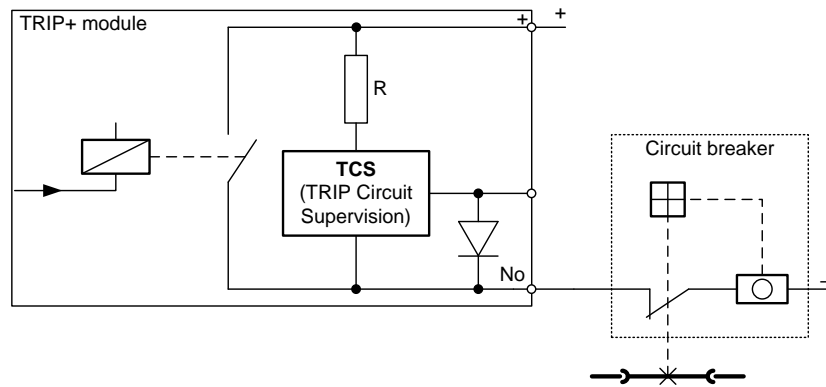 TRIP+ module
+
+
R
TCS
(TRIP Circuit
Supervision)
Circuit breaker
No
-